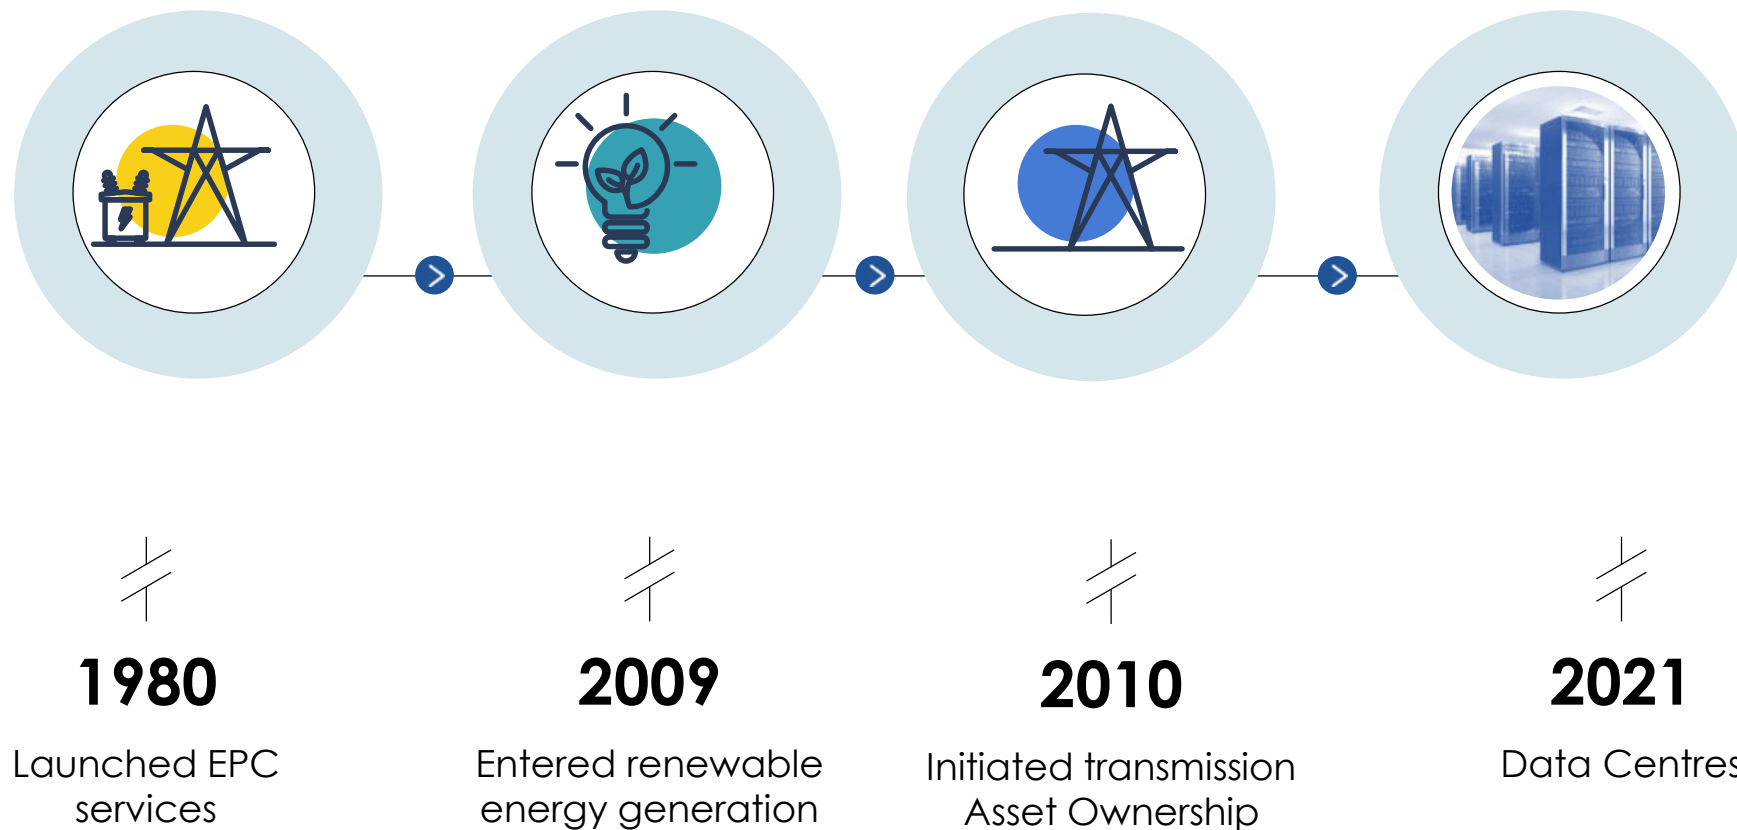 1980
Launched EPC
services
2009
Entered renewable
energy generation
2010
Initiated transmission
Asset Ownership
2021
Data Centres